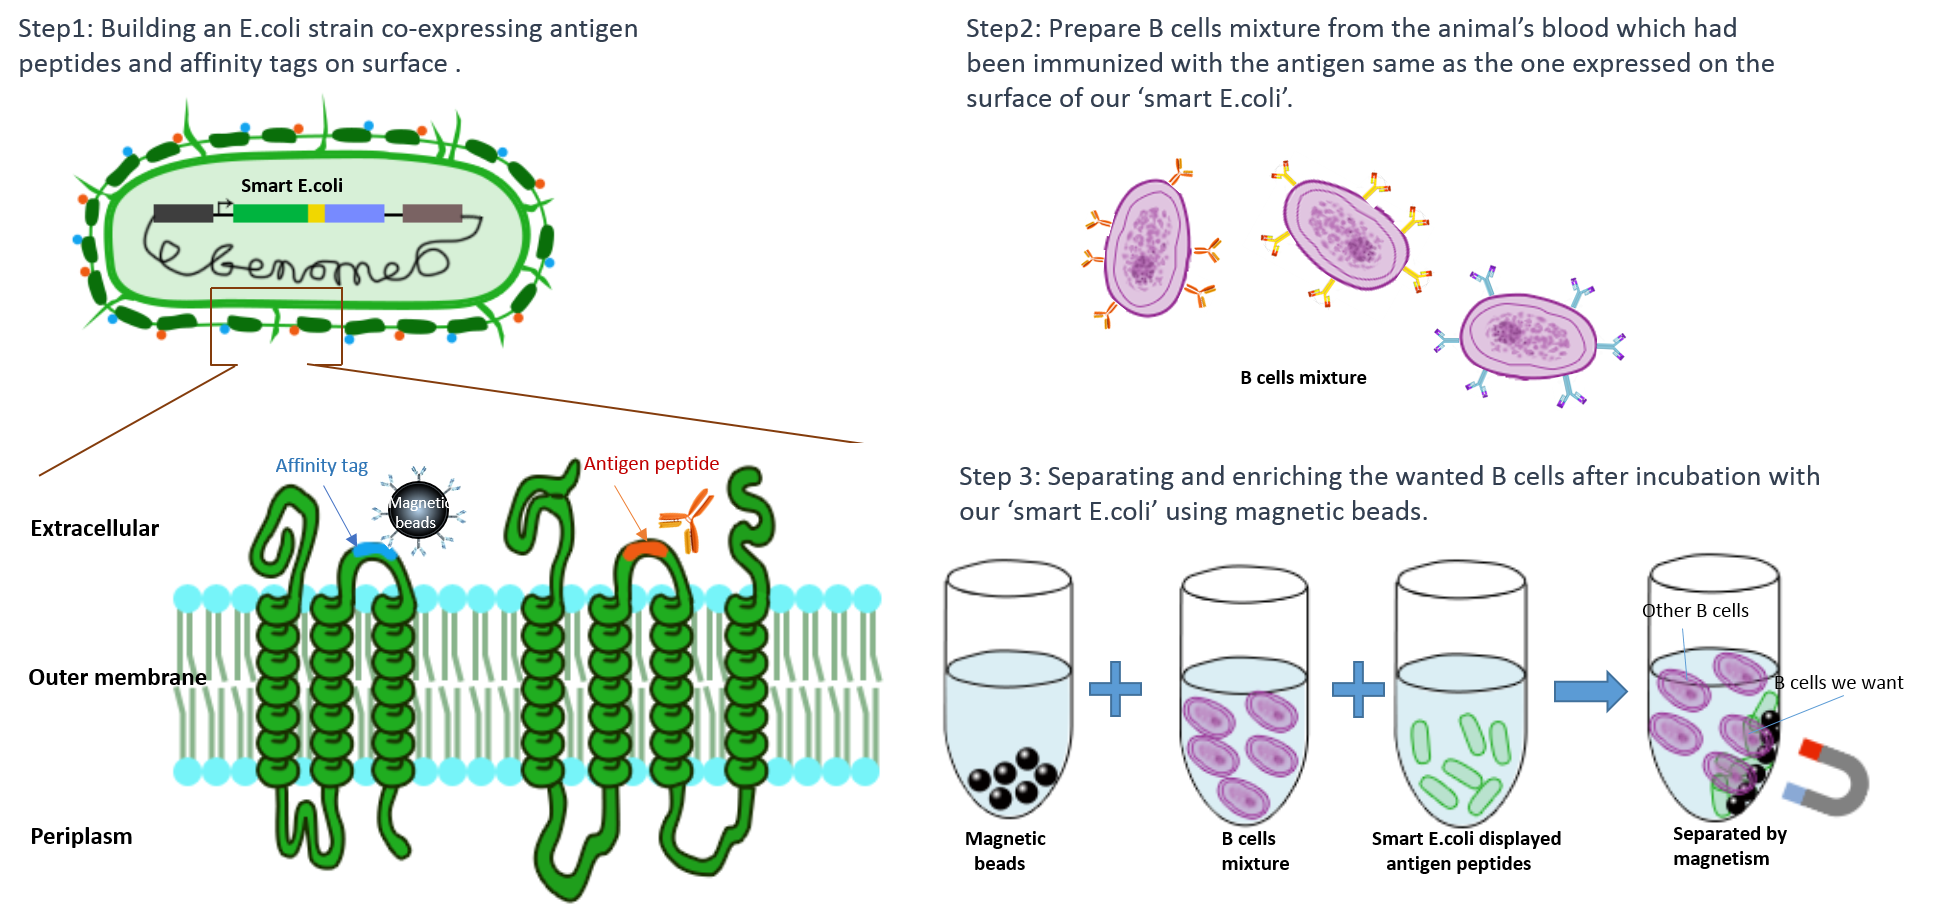 Step1: Building an E.coli strain co-expressing antigen
peptides and affinity tags on surface .
Smart E.coli
Genome
Affinity tag
Magnetic
beads
Antigen peptide
Extracellular
Outer membrane
Periplasm
Step2: Prepare B cells mixture from the animal’s blood which had
been immunized with the antigen same as the one expressed on the
surface of our ‘smart E.coli’.
B cells mixture
Step 3: Separating and enriching the wanted B cells after incubation with
our ‘smart E.coli’ using magnetic beads.
Other B cells
B cells we want
Magnetic
beads
B cells
mixture
Smart E.coli displayed
antigen peptides
Separated by
magnetism